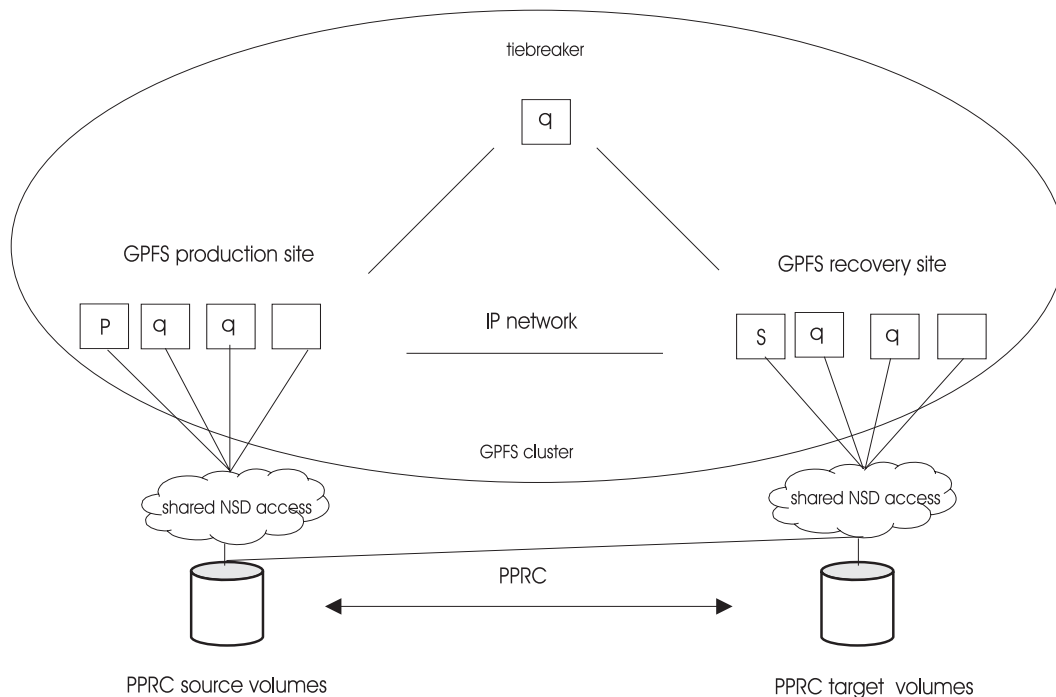 tiebreaker
q
GPFS production site
GPFS recovery site
P q q
IP network
S q q
GPFS cluster
shared NSD access
shared NSD access
PPRC
PPRC source volumes
PPRC target volumes